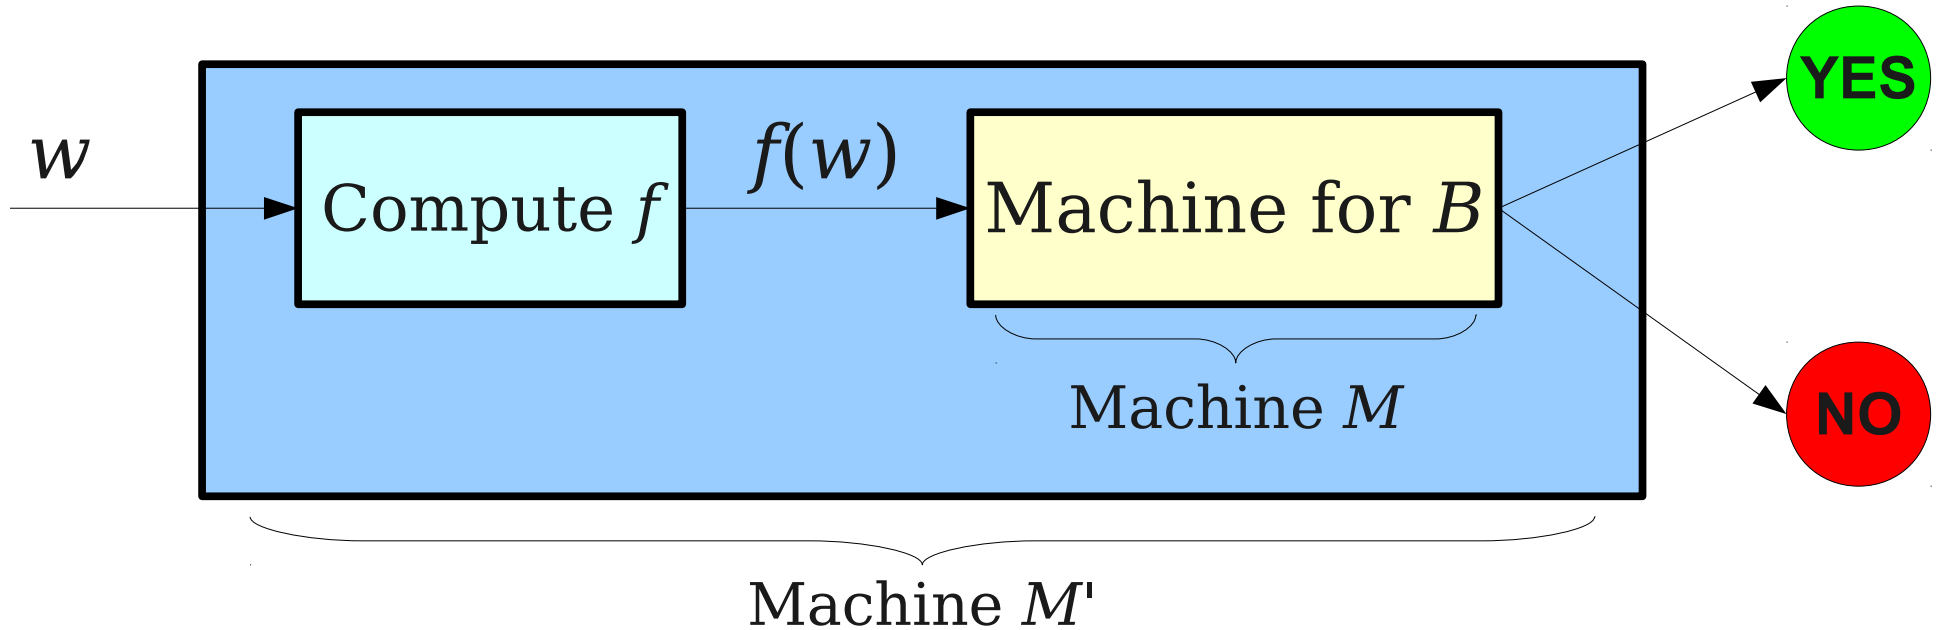 w
Compute f
f(w)
Machine for B
YES
NO
Machine M
Machine M'